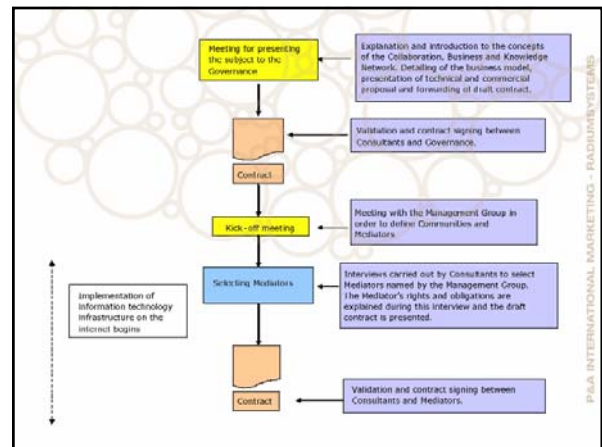 Meeting for presenting
the subject to the
Governance
Explanation and introduction to the concepts
of the Collaboration, Business and Knowledge
Network. Detailing of the business model,
presentation of technical and commercial
proposal and forwarding of draft contract.
Contract
Validation and contract signing between
Consultants and Governance.
Kick-off meeting
Meeting with the Management Group in
order to define Communities and
Mediators
Selecting Mediators
Interviews carried out by Consultants to select
Mediators named by the Management Group.
The Mediator's rights and obligations are
explained during this interview and the draft
contract is presented.
Implementation of
information technology
infrastructure on the
internet begins
Contract
Validation and contract signing between
Consultants and Mediators.
P&A INTERNATIONAL MARKETING - RADIUMSYSTEMS